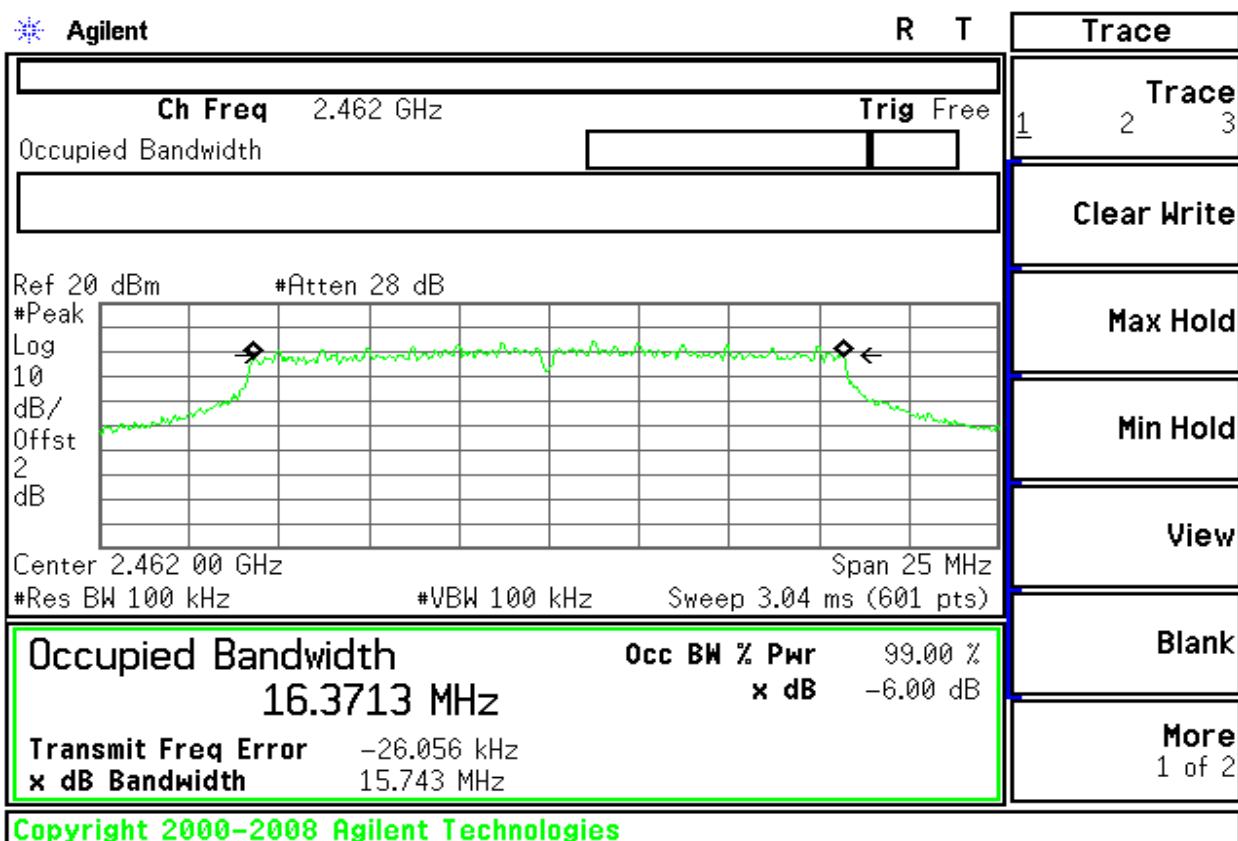 Agilent R T
Ch Freq 2.462 GHz Trig Free
Occupied Bandwidth
Ref 20 dBm #Atten 28 dB
#Peak
Log
10
dB/
Offst
2
dB
Center 2.462 00 GHz Span 25 MHz
#Res BW 100 kHz #VBW 100 kHz Sweep 3.04 ms (601 pts)
Occupied Bandwidth Occ BW % Pwr 99.00 %
16.3713 MHz x dB -6.00 dB
Transmit Freq Error -26.056 kHz
x dB Bandwidth 15.743 MHz
Copyright 2000-2008 Agilent Technologies
Trace
Trace
1 2 3
Clear Write
Max Hold
Min Hold
View
Blank
More
1 of 2